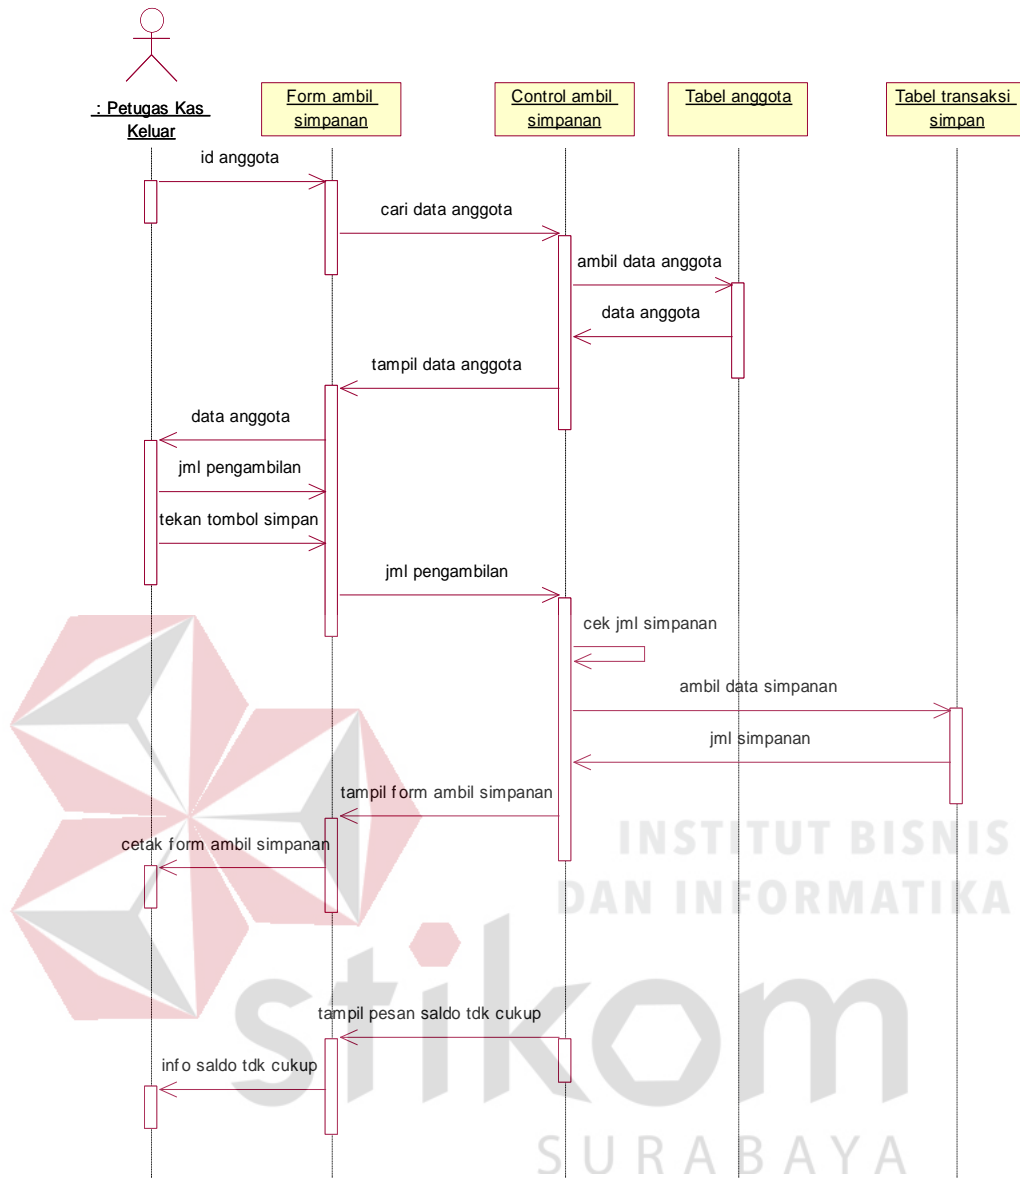 : Petugas Kas
Keluar
Form ambil
simpanan
Control ambil
simpanan
Tabel anggota
Tabel transaksi
simpan
id anggota
cari data anggota
ambil data anggota
data anggota
tampil data anggota
data anggota
jml pengambilan
tekan tombol simpan
jml pengambilan
cek jml simpanan
ambil data simpanan
jml simpanan
tampil form ambil simpanan
cetak form ambil simpanan
INSTITUT BISNIS
DAN INFORMATIKA
stikom
tampil pesan saldo tdk cukup
info saldo tdk cukup
SURABAYA